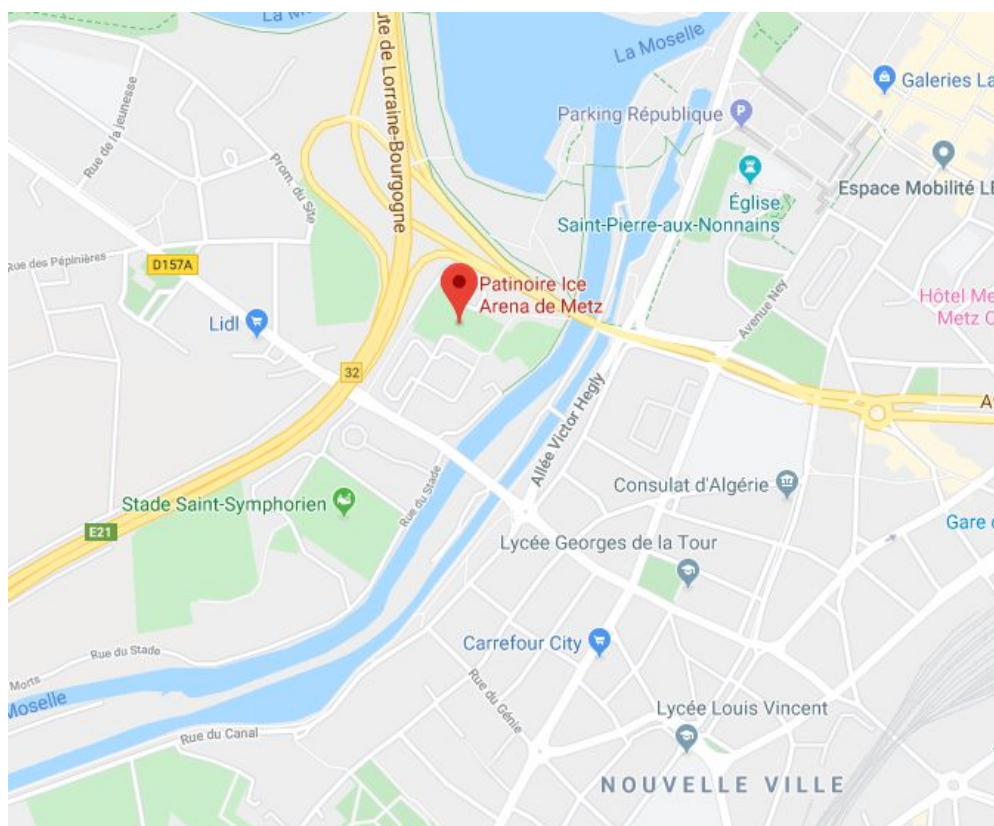 La M
La Moselle
ute de Lorraine-Bourgogne
Rue de la jeunesse
Galeries La
Parking République
P
Prom. du Site
Espace Mobilité LE
Église
Saint-Pierre-aux-Nonnains
Rue des Pépinières
D157A
Patinoire Ice
Arena de Metz
Hôtel Me
Metz C
Avenue Ney
Lidl
32
A
Allée Victor Hegly
Consulat d'Algérie
Stade Saint-Symphorien
Rue du Stade
E21
Gare d
Lycée Georges de la Tour
Carrefour City
Rue du Stade
Morts
Moselle
Rue du Génie
Rue du Canal
Lycée Louis Vincent
NOUVELLE VILLE